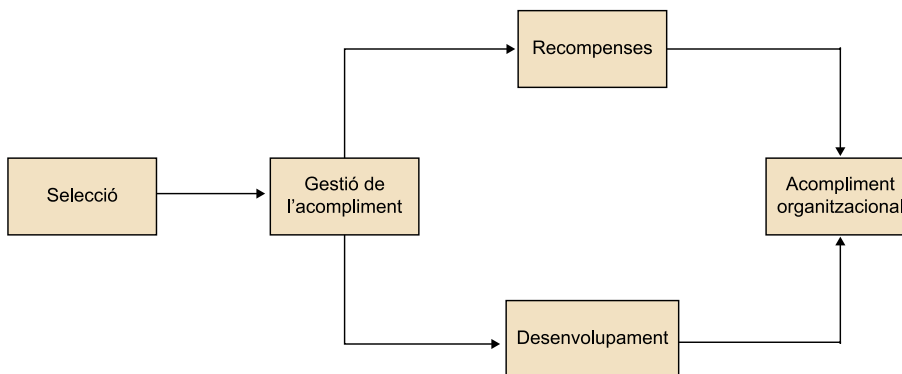 Recompenses
Selecció
Gestió de
l'acompliment
Acompliment
organitzacional
Desenvolupament